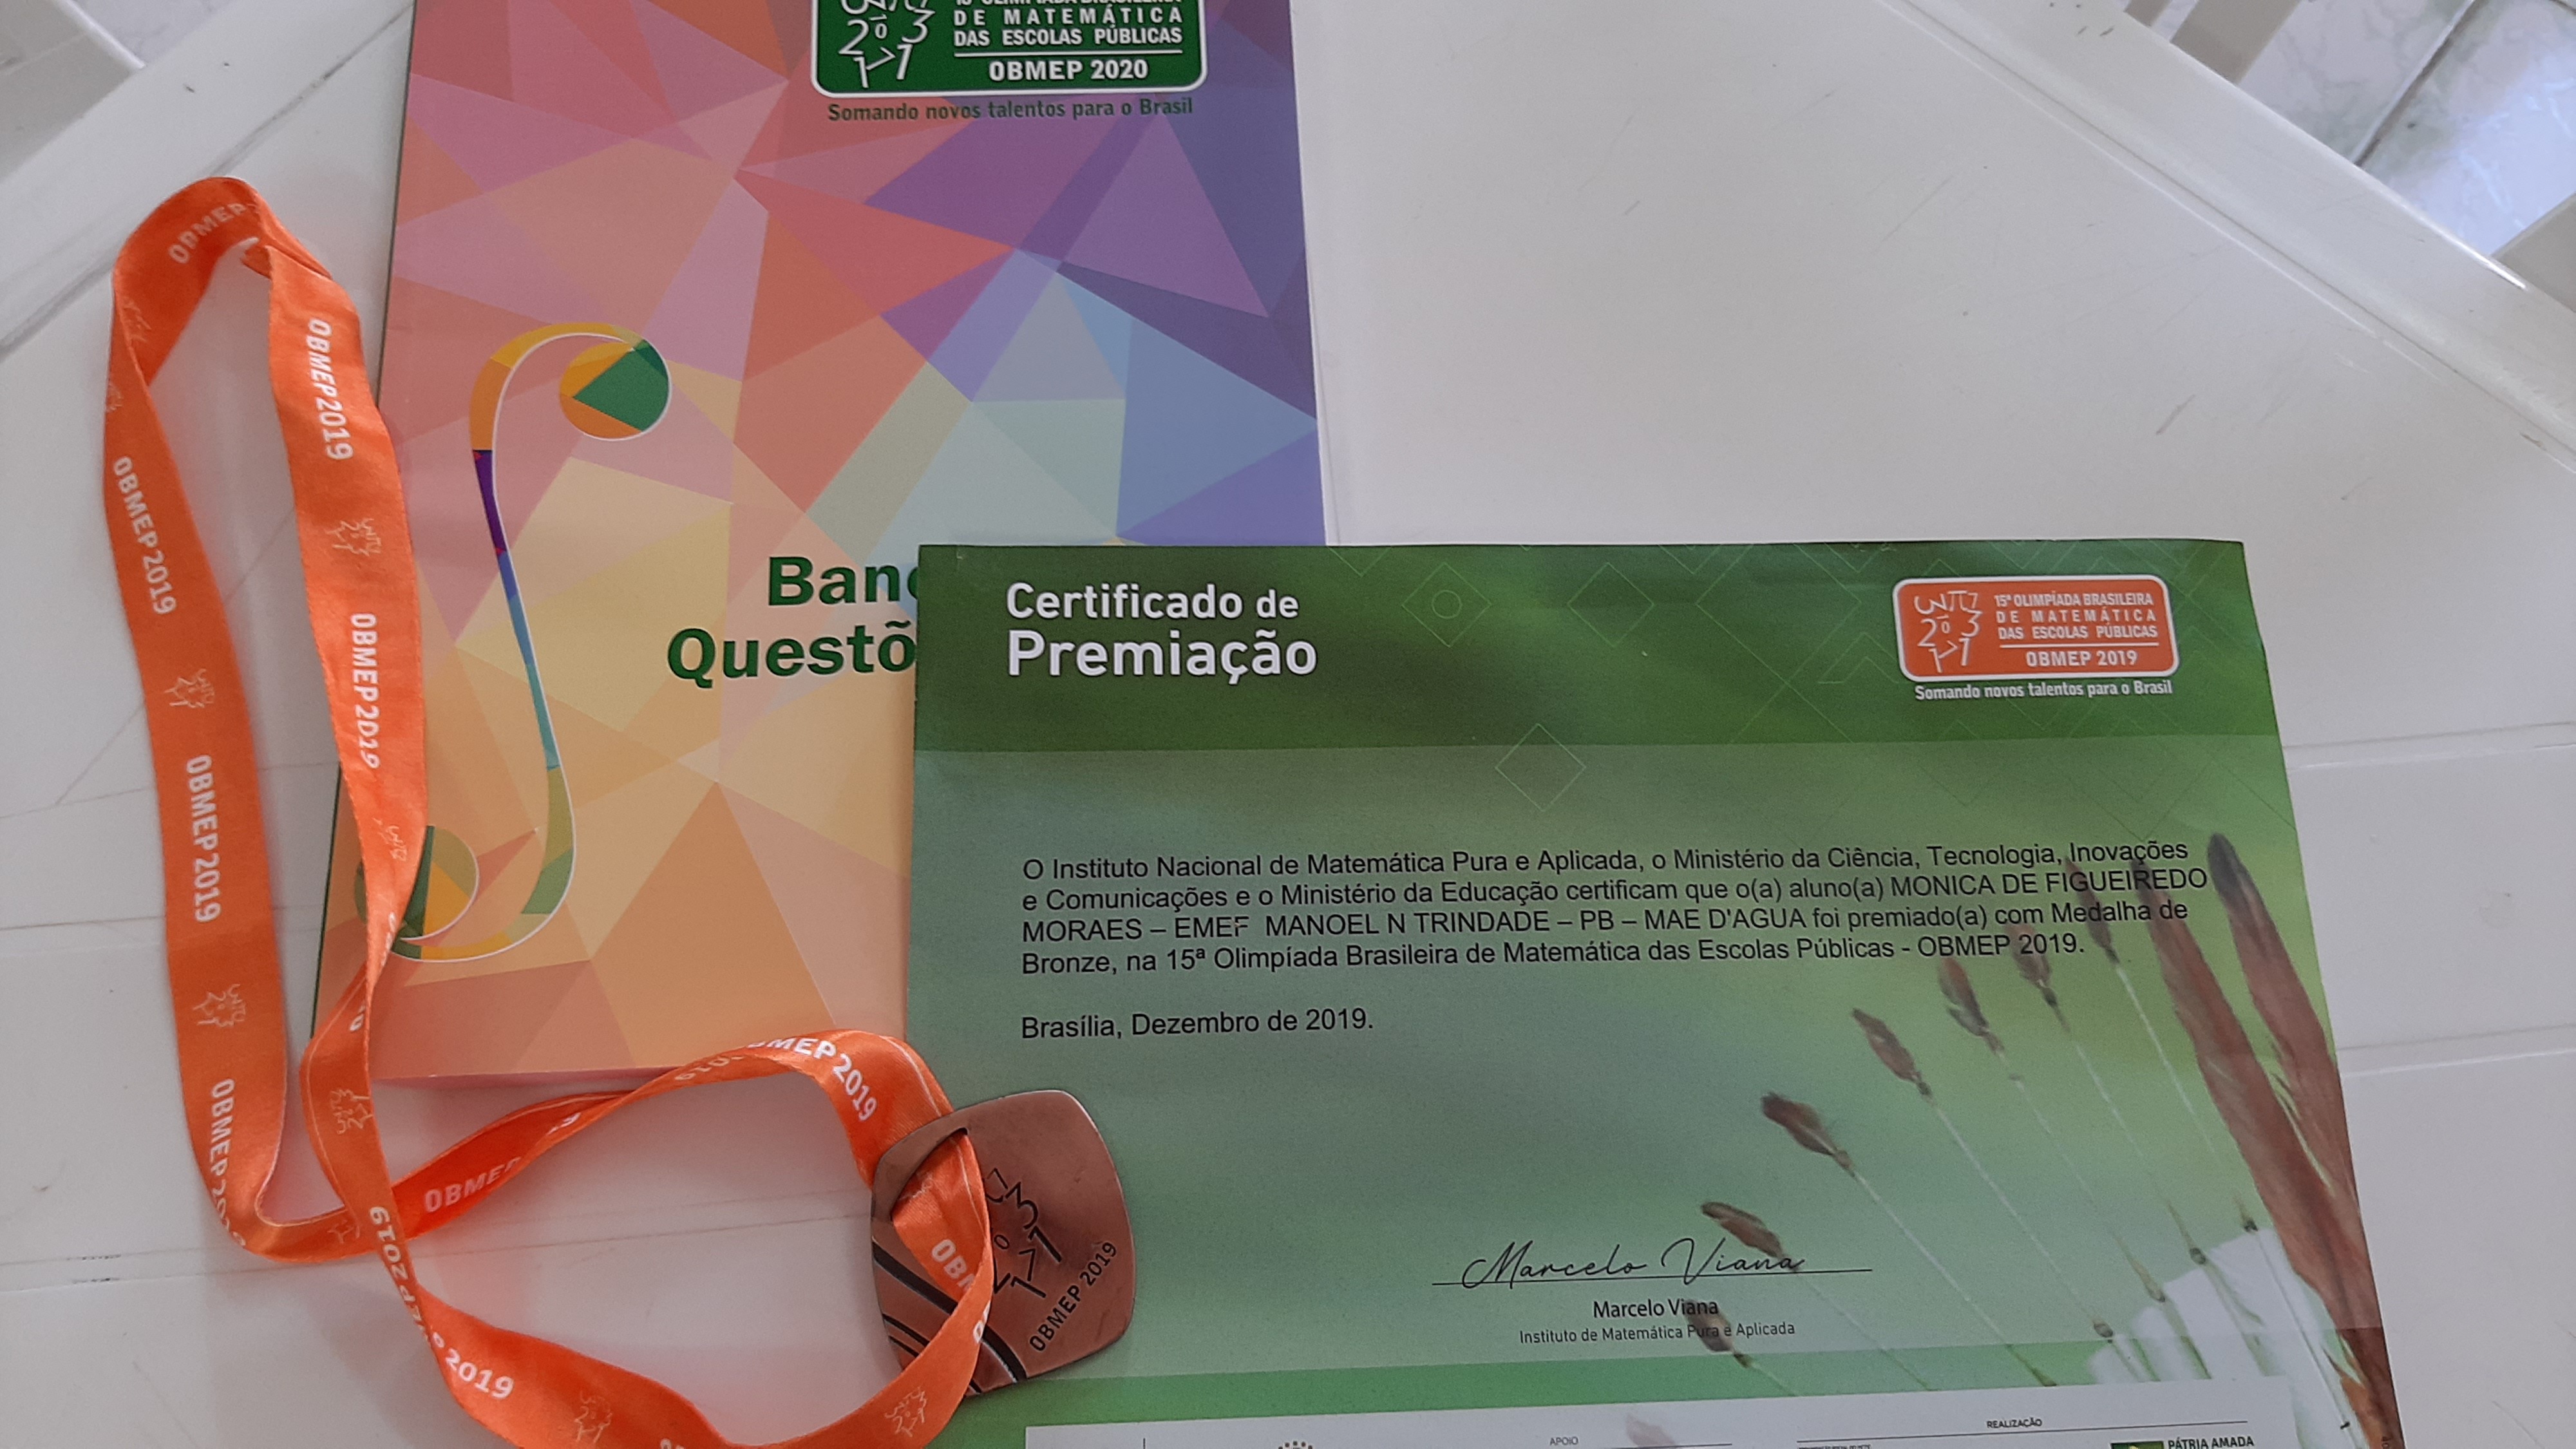 DE MATEMÁTICA
DAS ESCOLAS PÚBLICAS
OBMEP 2020
Somando novos talentos para o Brasil
Questõ
Certificado de
Premiação
15ª OLIMPÍADA BRASILEIRA
DE MATEMÁTICA
DAS ESCOLAS PÚBLICAS
OBMEP 2019
Somando novos talentos para o Brasil
O Instituto Nacional de Matemática Pura e Aplicada, o Ministério da Ciência, Tecnologia, Inovações
e Comunicações e o Ministério da Educação certificam que o(a) aluno(a) MONICA DE FIGUEIREDO
MORAES – EMEF MANOEL N TRINDADE – PB – MAE D'AGUA foi premiado(a) com Medalha de
Bronze, na 15ª Olimpíada Brasileira de Matemática das Escolas Públicas - OBMEP 2019.
Brasília, Dezembro de 2019.
Marcelo Viana
Marcelo Viana
Instituto de Matemática Pura e Aplicada
APOIO
REALIZAÇÃO
PÁTRIA AMADA
OBMEP
OBMEP 2019
OBMEP 2019
OBMEP 2019
OBMEP 2019
OBMEP 2019
MEP 2019
OBMEP
2019
OBMEP 2019